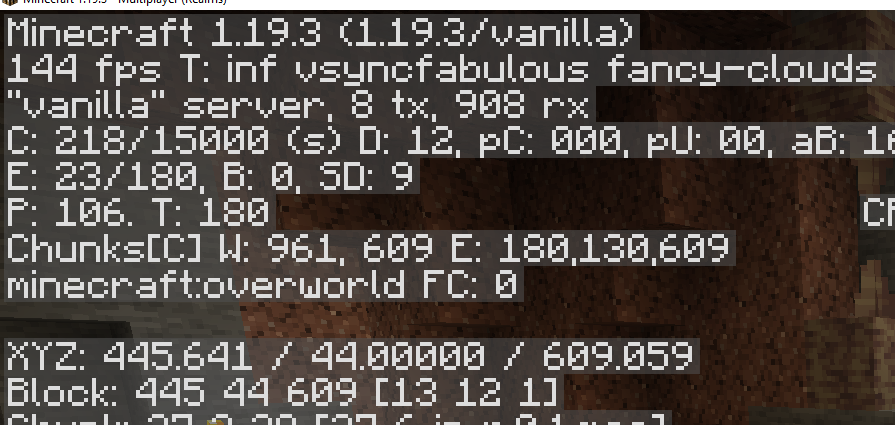 Minecraft 1.19.3 - Multiplayer (Realms)
Minecraft 1.19.3 (1.19.3/vanilla)
144 fps T: inf vsyncfabulous fancy-clouds
"vanilla" server, 8 tx, 908 rx
C: 218/15000 (s) D: 12, pC: 000, pU: 00, aB: 16
E: 23/180, B: 0, SD: 9
P: 106. T: 180
Chunks[C] W: 961, 609 E: 180,130,609
minecraft:overworld FC: 0
XYZ: 445.641 / 44.00000 / 609.059
Block: 445 44 609 [13 12 1]
Chunk: 27